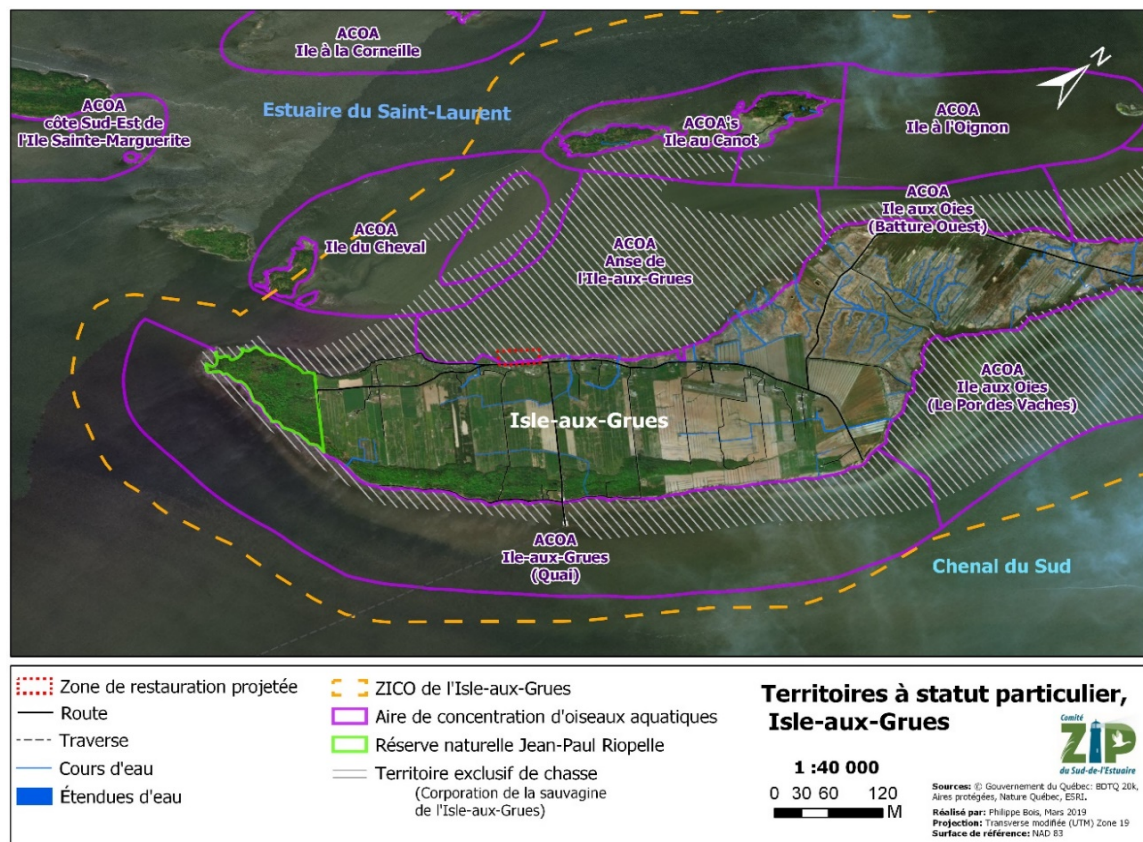 ACOA
Ile à la Corneille
ACOA
côte Sud-Est de
l'Ile Sainte-Marguerite
Estuaire du Saint-Laurent
ACOA's
Ile au Canot
ACOA
Ile à l'Oignon
N
ACOA
Ile du Cheval
ACOA
Anse de
l'Ile-aux-Grues
ACOA
Ile aux Oies
(Batture Ouest)
ACOA
Ile aux Oies
(Le Por des Vaches)
Isle-aux-Grues
ACOA
Ile-aux-Grues
(Quai)
Chenal du Sud
Zone de restauration projetée
Route
Traverse
Cours d'eau
Étendues d'eau
ZICO de l'Isle-aux-Grues
Aire de concentration d'oiseaux aquatiques
Réserve naturelle Jean-Paul Riopelle
Territoire exclusif de chasse
(Corporation de la sauvagine
de l'Isle-aux-Grues)
Territoires à statut particulier,
Isle-aux-Grues
1 :40 000
0 30 60 120
M
Comité
ZIP
du Sud-de-l'Estuaire
Sources: © Gouvernement du Québec: BDTQ 20k,
Aires protégées, Nature Québec, ESRI.
Réalisé par: Philippe Bois, Mars 2019
Projection: Transverse modifiée (UTM) Zone 19
Surface de référence: NAD 83